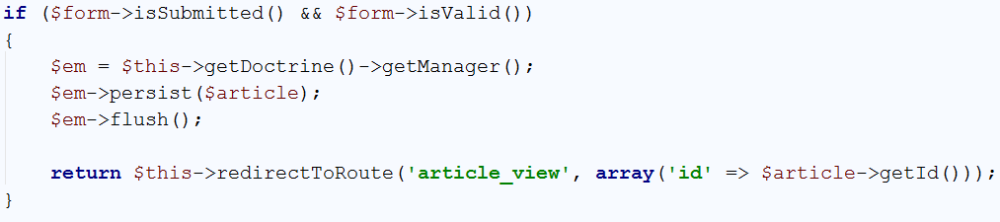 if ($form->isSubmitted() && $form->isValid())
{
    $em = $this->getDoctrine()->getManager();
    $em->persist($article);
    $em->flush();

    return $this->redirectToRoute('article_view', array('id' => $article->getId()));
}